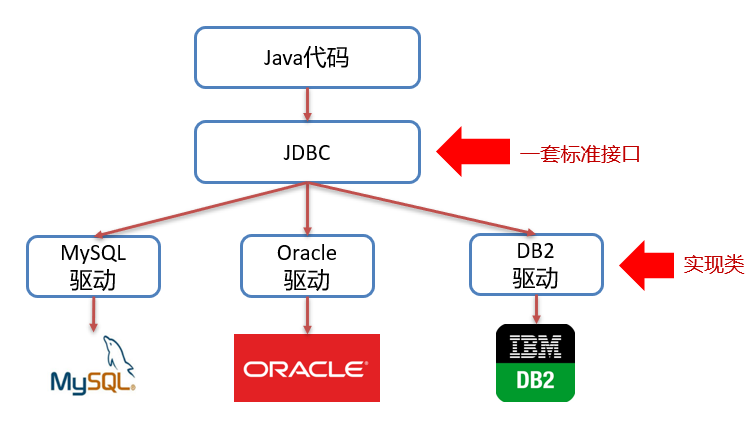 Java代码
JDBC
一套标准接口
MySQL
驱动
Oracle
驱动
DB2
驱动
实现类
MySQL®
ORACLE®
IBM
DB2